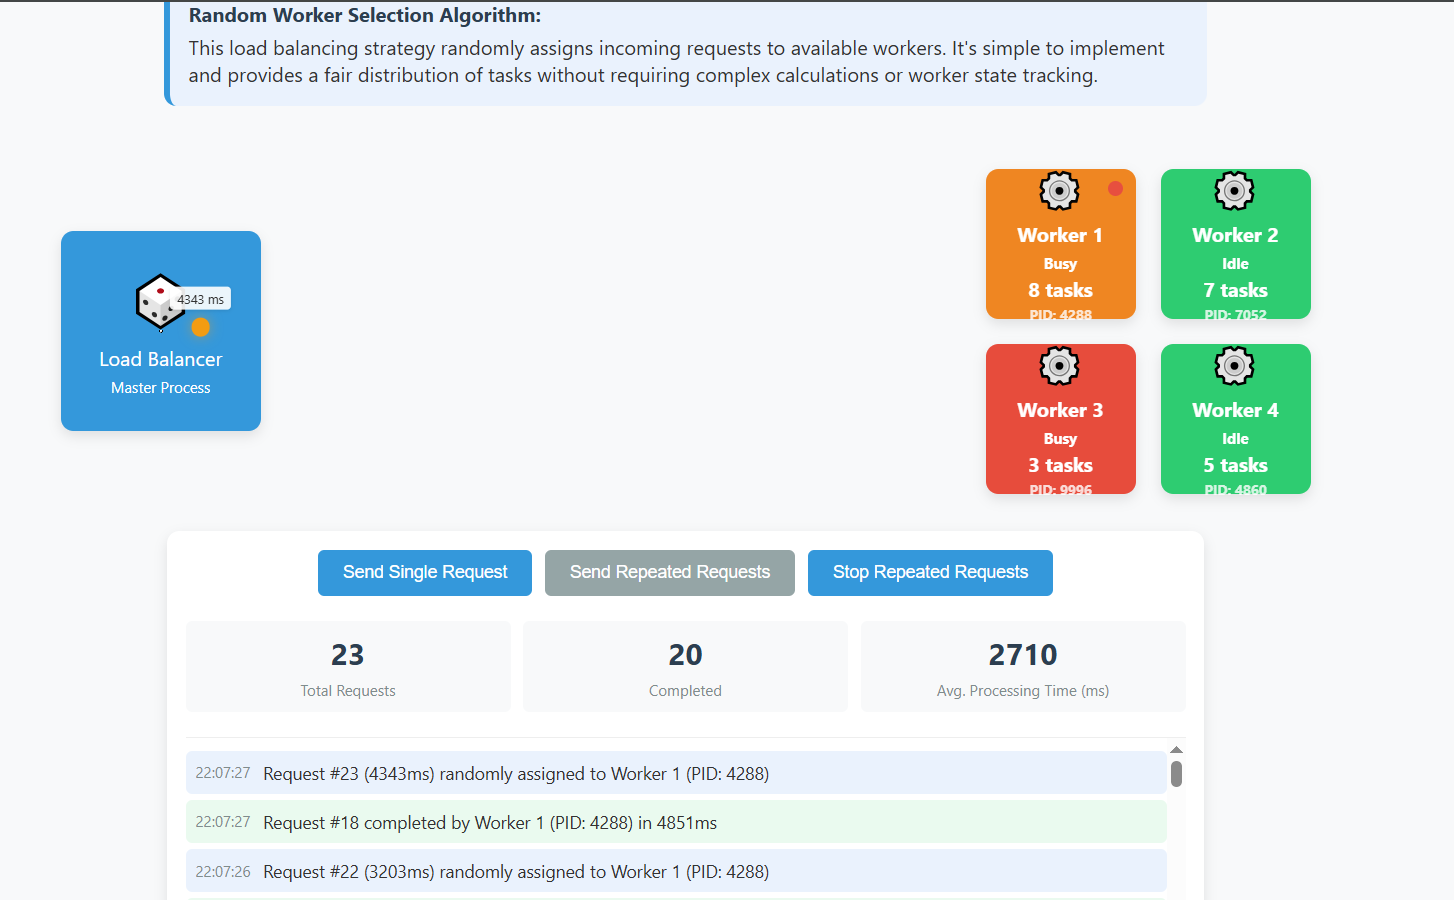 Random Worker Selection Algorithm:
This load balancing strategy randomly assigns incoming requests to available workers. It's simple to implement
and provides a fair distribution of tasks without requiring complex calculations or worker state tracking.
4343 ms
Load Balancer
Master Process
Worker 1
Busy
8 tasks
PID: 4288
Worker 2
Idle
7 tasks
PID: 7052
Worker 3
Busy
3 tasks
PID: 9996
Worker 4
Idle
5 tasks
PID: 4860
Send Single Request
Send Repeated Requests
Stop Repeated Requests
23
Total Requests
20
Completed
2710
Avg. Processing Time (ms)
22:07:27 Request #23 (4343ms) randomly assigned to Worker 1 (PID: 4288)
22:07:27 Request #18 completed by Worker 1 (PID: 4288) in 4851ms
22:07:26 Request #22 (3203ms) randomly assigned to Worker 1 (PID: 4288)